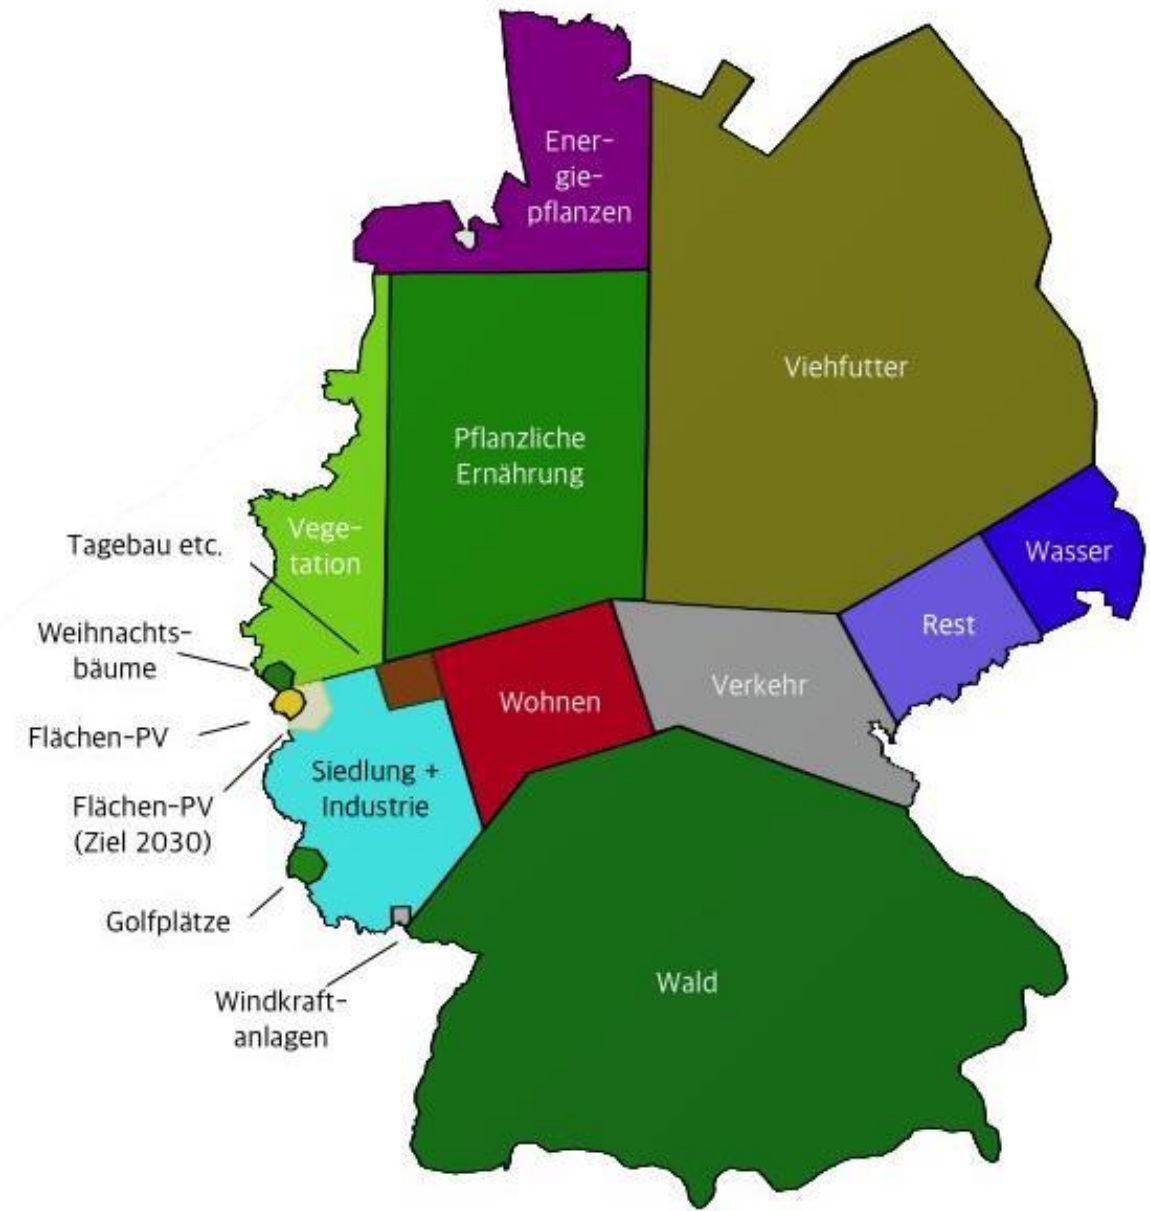 Ener-
gie-
pflanzen
Viehfutter
Pflanzliche
Ernährung
Vege-
tation
Tagebau etc.
Wasser
Rest
Weihnachts-
bäume
Wohnen
Verkehr
Flächen-PV
Siedlung +
Industrie
Flächen-PV
(Ziel 2030)
Golfplätze
Wald
Windkraft-
anlagen